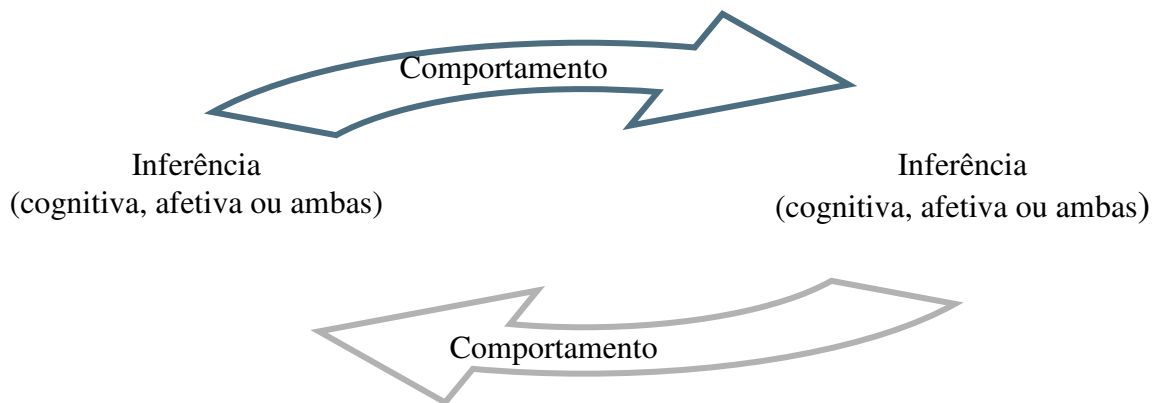 Comportamento
Inferência
(cognitiva, afetiva ou ambas)
Inferência
(cognitiva, afetiva ou ambas)
Comportamento